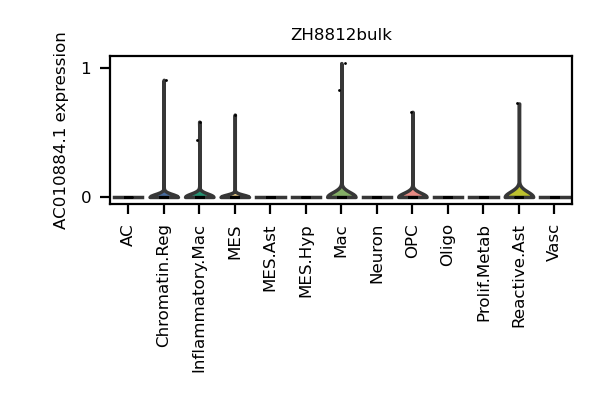 ZH8812bulk
AC010884.1 expression
1
0
AC
Chromatin.Reg
Inflammatory.Mac
MES
MES.Ast
MES.Hyp
Mac
Neuron
OPC
Oligo
Prolif.Metab
Reactive.Ast
Vasc